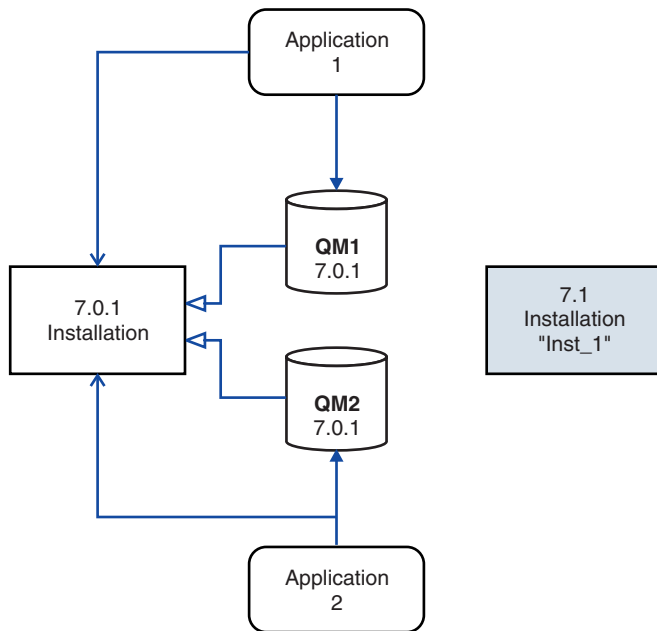 Application
1
QM1
7.0.1
7.0.1
Installation
7.1
Installation
"Inst_1"
QM2
7.0.1
Application
2